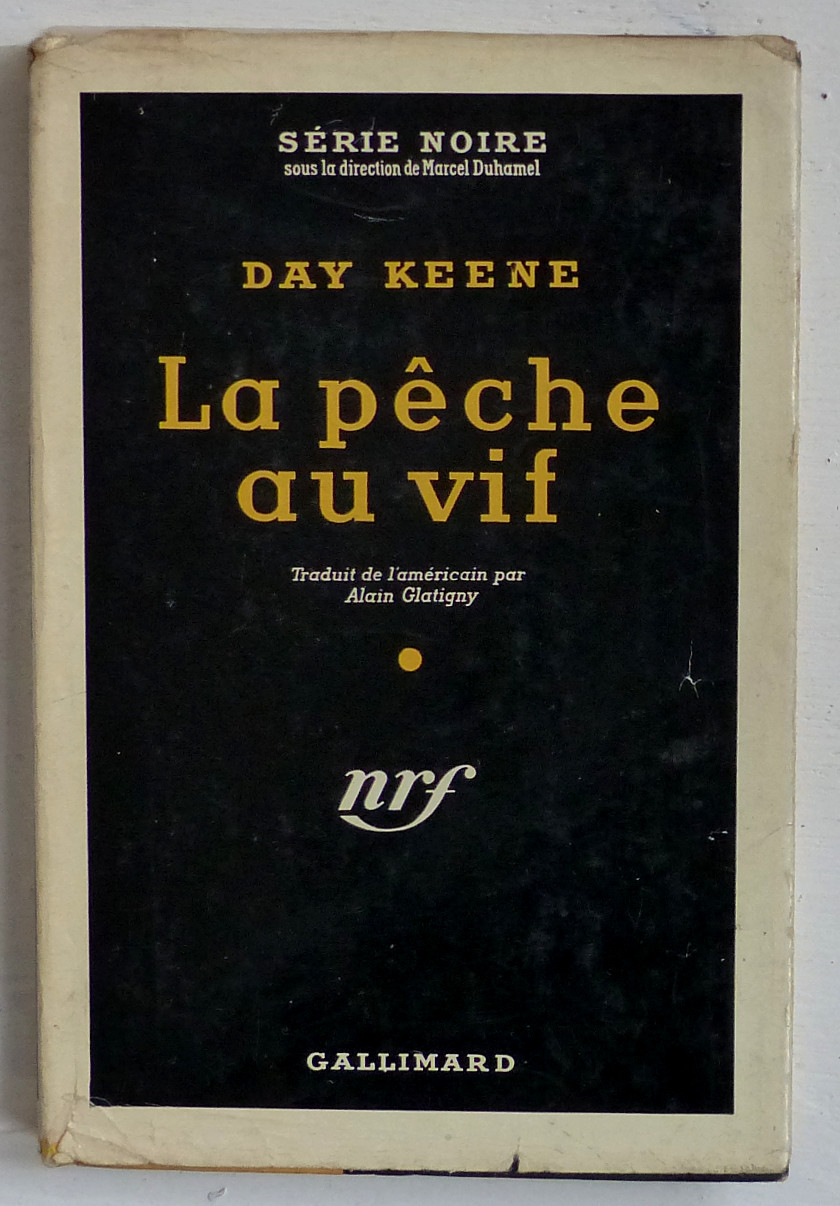 SÉRIE NOIRE
sous la direction de Marcel Duhamel
DAY KEENE
La pêche
au vif
Traduit de l'américain par
Alain Glatigny
nrf
GALLIMARD